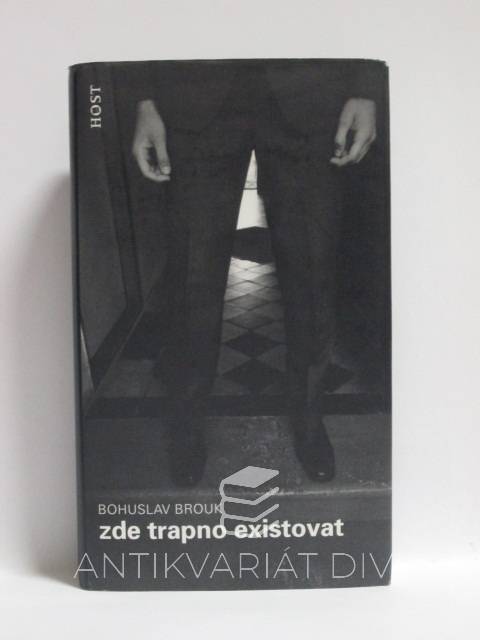 HOST
BOHUSLAV BROUK
zde trapno existovat
ANTIKVARIÁT DIV